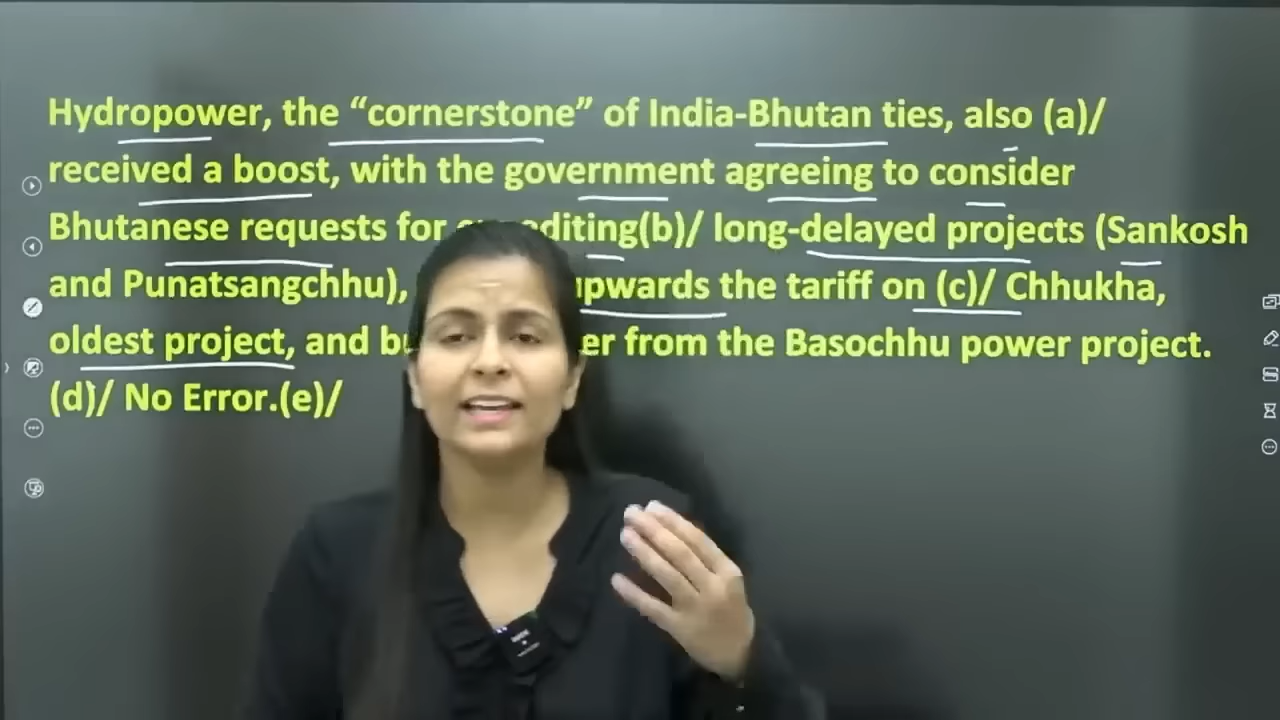 Hydropower, the “cornerstone” of India-Bhutan ties, also (a)/
received a boost, with the government agreeing to consider
Bhutanese requests for expediting(b)/ long-delayed projects (Sankosh
and Punatsangchhu), upwards the tariff on (c)/ Chhukha,
oldest project, and from the Basochhu power project.
(d)/ No Error.(e)/